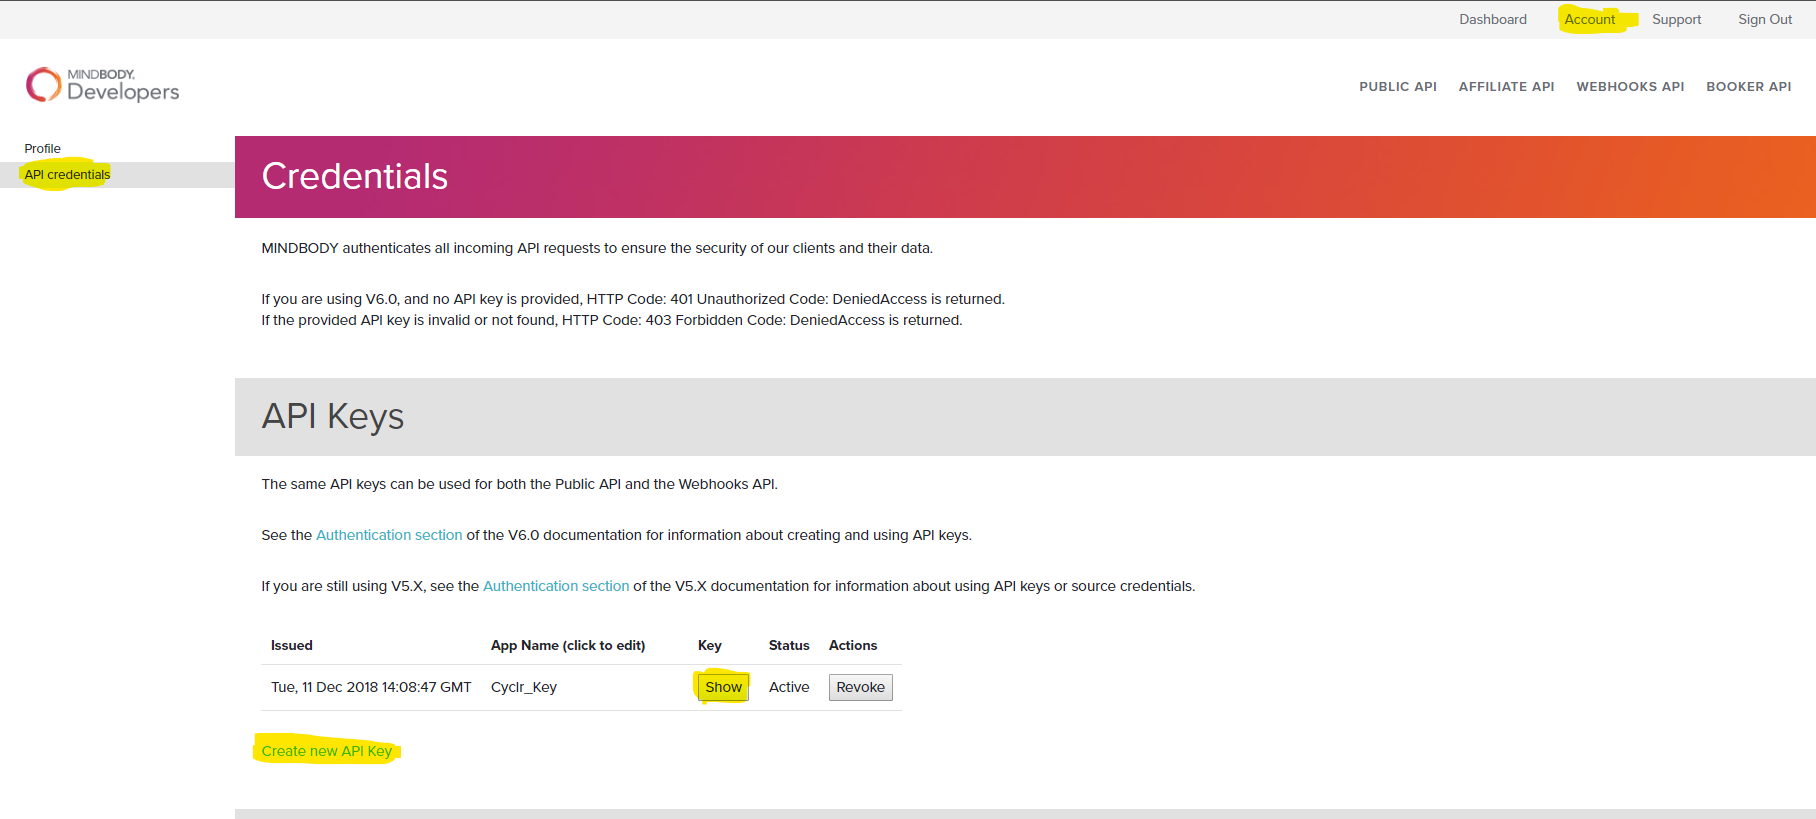 Dashboard Account Support Sign Out
MINDBODY.
Developers
PUBLIC API AFFILIATE API WEBHOOKS API BOOKER API
Profile
API credentials
Credentials
MINDBODY authenticates all incoming API requests to ensure the security of our clients and their data.
If you are using V6.0, and no API key is provided, HTTP Code: 401 Unauthorized Code: DeniedAccess is returned.
If the provided API key is invalid or not found, HTTP Code: 403 Forbidden Code: DeniedAccess is returned.
API Keys
The same API keys can be used for both the Public API and the Webhooks API.
See the Authentication section of the V6.0 documentation for information about creating and using API keys.
If you are still using V5.X, see the Authentication section of the V5.X documentation for information about using API keys or source credentials.
Issued App Name (click to edit) Key Status Actions
Tue, 11 Dec 2018 14:08:47 GMT Cyclr_Key Show Active Revoke
Create new API Key